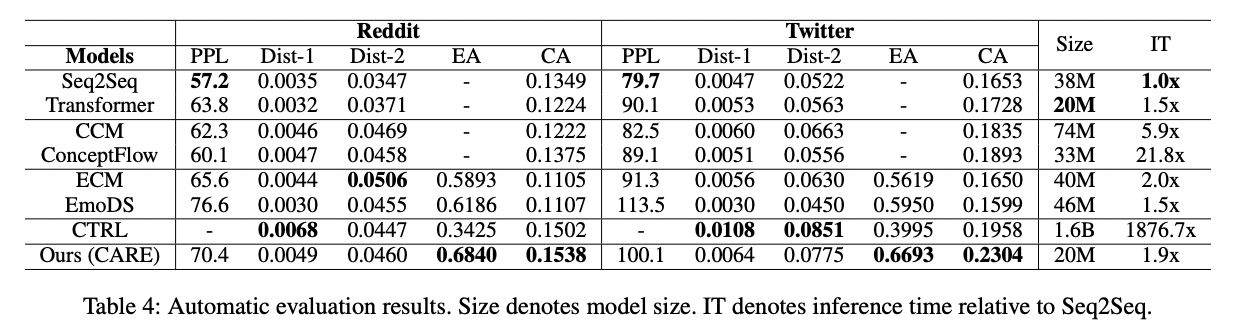 Reddit Twitter Size IT
Models PPL Dist-1 Dist-2 EA CA PPL Dist-1 Dist-2 EA CA
Seq2Seq 57.2 0.0035 0.0347 - 0.1349 79.7 0.0047 0.0522 - 0.1653 38M 1.0x
Transformer 63.8 0.0032 0.0371 - 0.1224 90.1 0.0053 0.0563 - 0.1728 20M 1.5x
CCM 62.3 0.0046 0.0469 - 0.1222 82.5 0.0060 0.0663 - 0.1835 74M 5.9x
ConceptFlow 60.1 0.0047 0.0458 - 0.1375 89.1 0.0051 0.0556 - 0.1893 33M 21.8x
ECM 65.6 0.0044 0.0506 0.5893 0.1105 91.3 0.0056 0.0630 0.5619 0.1650 40M 2.0x
EmoDS 76.6 0.0030 0.0455 0.6186 0.1107 113.5 0.0030 0.0450 0.5950 0.1599 46M 1.5x
CTRL - 0.0068 0.0447 0.3425 0.1502 - 0.0108 0.0851 0.3995 0.1958 1.6B 1876.7x
Ours (CARE) 70.4 0.0049 0.0460 0.6840 0.1538 100.1 0.0064 0.0775 0.6693 0.2304 20M 1.9x
Table 4: Automatic evaluation results. Size denotes model size. IT denotes inference time relative to Seq2Seq.